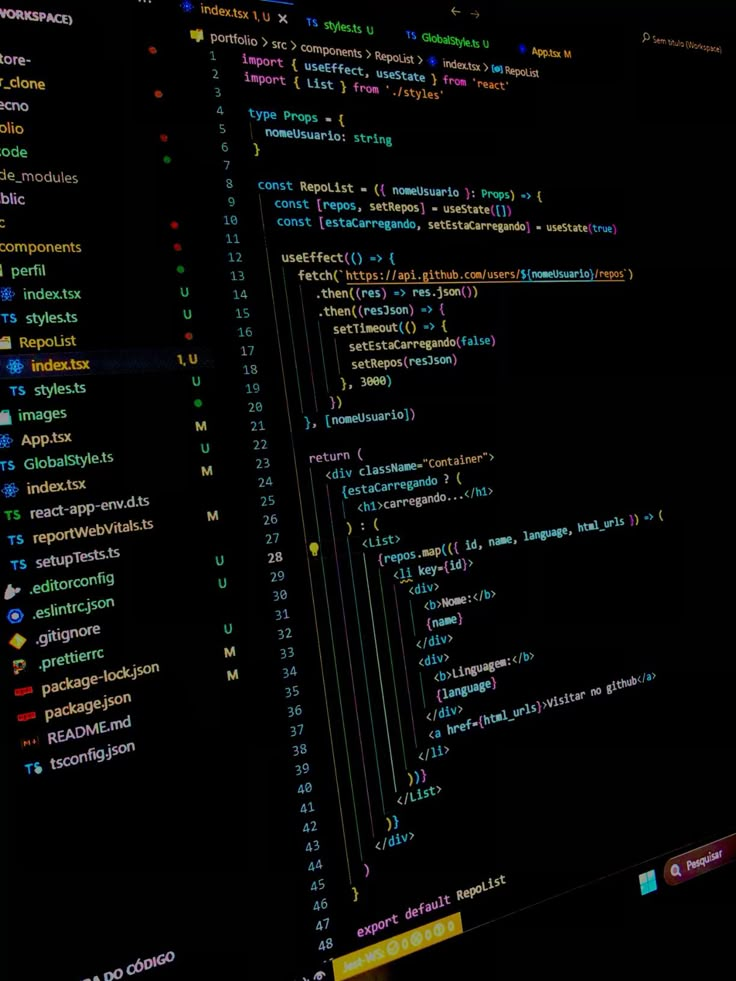 WORKSPACE)
index.tsx 1, U
styles.ts U
GlobalStyle.ts U
App.tsx M
Sem título (Workspace)
portfolio > src > components > RepoList > index.tsx > RepoList
1 import { useEffect, useState } from 'react'
2 import { List } from './styles'
3
4 type Props = {
5 nomeUsuario: string
6 }
7
8 const RepoList = ({ nomeUsuario }: Props) => {
9 const [repos, setRepos] = useState([])
10 const [estaCarregando, setEstaCarregando] = useState(true)
11
12 useEffect(() => {
13 fetch(`https://api.github.com/users/${nomeUsuario}/repos`)
14 .then((res) => res.json())
15 .then((resJson) => {
16 setTimeout(() => {
17 setEstaCarregando(false)
18 setRepos(resJson)
19 }, 3000)
20 })
21 }, [nomeUsuario])
22
23 return (
24 <div className="Container">
25 {estaCarregando ? (
26 <h1>carregando...</h1>
27 ) : (
28 <List>
29 {repos.map(({ id, name, language, html_urls }) => (
30 <li key={id}>
31 <div>
32 <b>Nome:</b>
33 {name}
34 </div>
35 <div>
36 <b>Linguagem:</b>
37 {language}
38 </div>
39 <a href={html_urls}>Visitar no github</a>
40 </li>
41 ))}
42 </List>
43 )}
44 </div>
45 )
46 }
47
48 export default RepoList
tore-
r_clone
ecno
olio
code
de_modules
blic
c
components
perfil
index.tsx U
TS styles.ts U
RepoList
index.tsx 1, U
TS styles.ts U
images
App.tsx M
TS GlobalStyle.ts U
index.tsx M
TS react-app-env.d.ts
TS reportWebVitals.ts M
TS setupTests.ts
.editorconfig U
.eslintrc.json U
.gitignore
.prettierrc U
package-lock.json M
package.json M
README.md
TS tsconfig.json
A DO CÓDIGO
Jest-WS:
Pesquisar